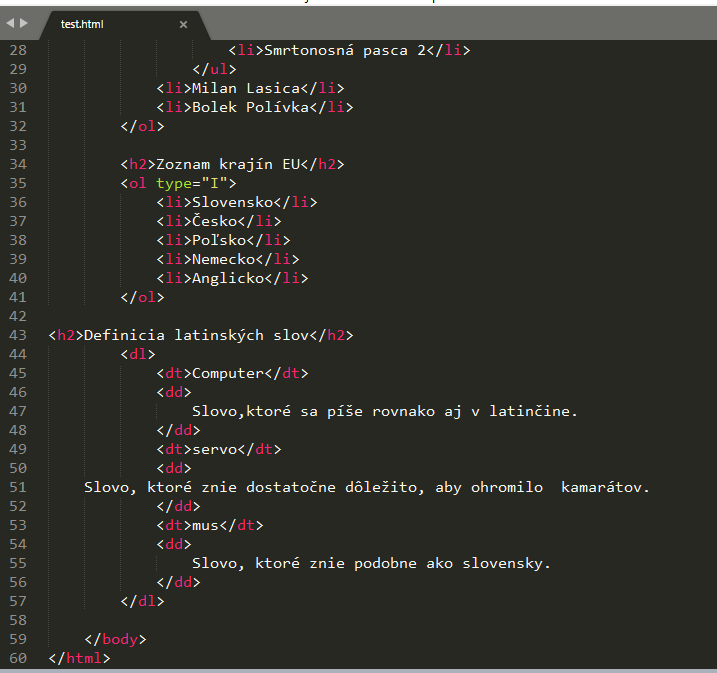 test.html ×
28 <li>Smrtonosná pasca 2</li>
29 </ul>
30 <li>Milan Lasica</li>
31 <li>Bolek Polívka</li>
32 </ol>
33
34 <h2>Zoznam krajín EU</h2>
35 <ol type="I">
36 <li>Slovensko</li>
37 <li>Česko</li>
38 <li>Poľsko</li>
39 <li>Nemecko</li>
40 <li>Anglicko</li>
41 </ol>
42
43 <h2>Definicia latinských slov</h2>
44 <dl>
45 <dt>Computer</dt>
46 <dd>
47 Slovo,ktoré sa píše rovnako aj v latinčine.
48 </dd>
49 <dt>servo</dt>
50 <dd>
51 Slovo, ktoré znie dostatočne dôležito, aby ohromilo  kamarátov.
52 </dd>
53 <dt>mus</dt>
54 <dd>
55 Slovo, ktoré znie podobne ako slovensky.
56 </dd>
57 </dl>
58
59 </body>
60 </html>